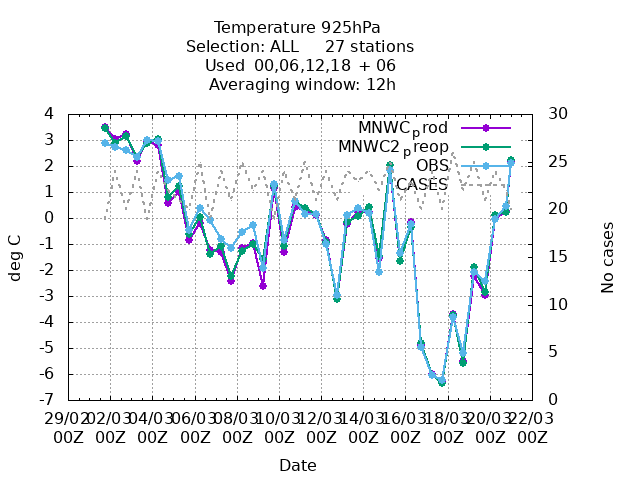 Temperature 925hPa
Selection: ALL 27 stations
Used 00,06,12,18 + 06
Averaging window: 12h
MNWC_prod
MNWC2_preop
OBS
CASES
4
3
2
1
0
-1
-2
-3
-4
-5
-6
-7
deg C
30
25
20
15
10
5
0
No cases
29/02 02/03 04/03 06/03 08/03 10/03 12/03 14/03 16/03 18/03 20/03 22/03
00Z 00Z 00Z 00Z 00Z 00Z 00Z 00Z 00Z 00Z 00Z 00Z
Date